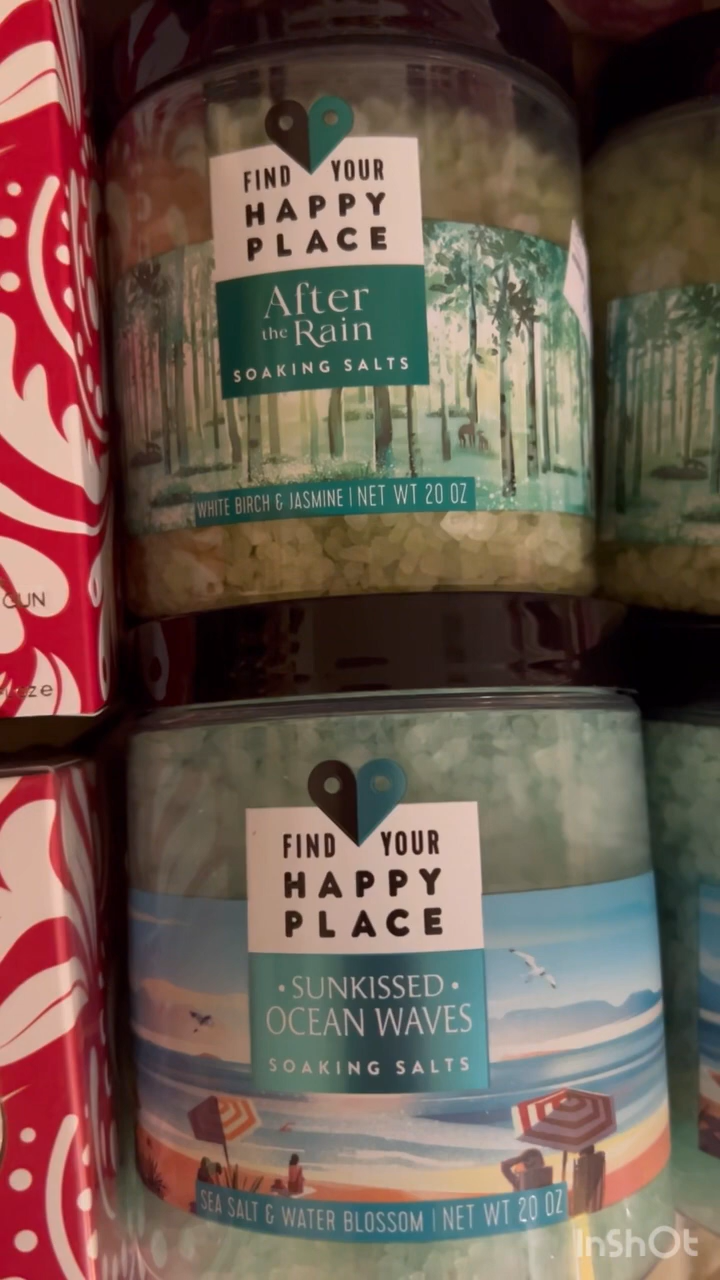 FIND YOUR
HAPPY
PLACE
After
the Rain
SOAKING SALTS
WHITE BIRCH & JASMINE | NET WT 20 OZ
GUN
FIND YOUR
HAPPY
PLACE
• SUNKISSED •
OCEAN WAVES
SOAKING SALTS
SEA SALT & WATER BLOSSOM | NET WT 20 OZ
InShOt